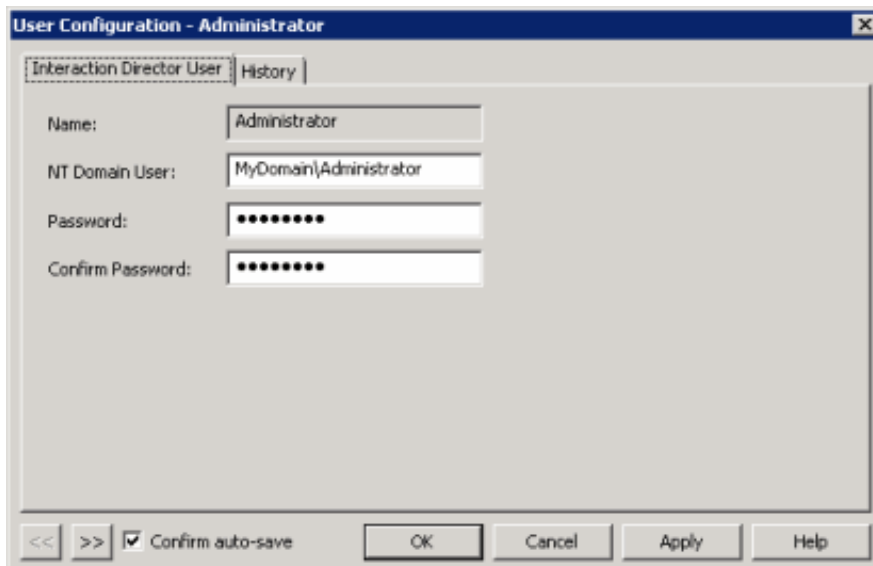 User Configuration - Administrator
Interaction Director User
History
Name:
Administrator
NT Domain User:
MyDomain\Administrator
Password:
●●●●●●●●
Confirm Password:
●●●●●●●●
<<
>>
Confirm auto-save
OK
Cancel
Apply
Help